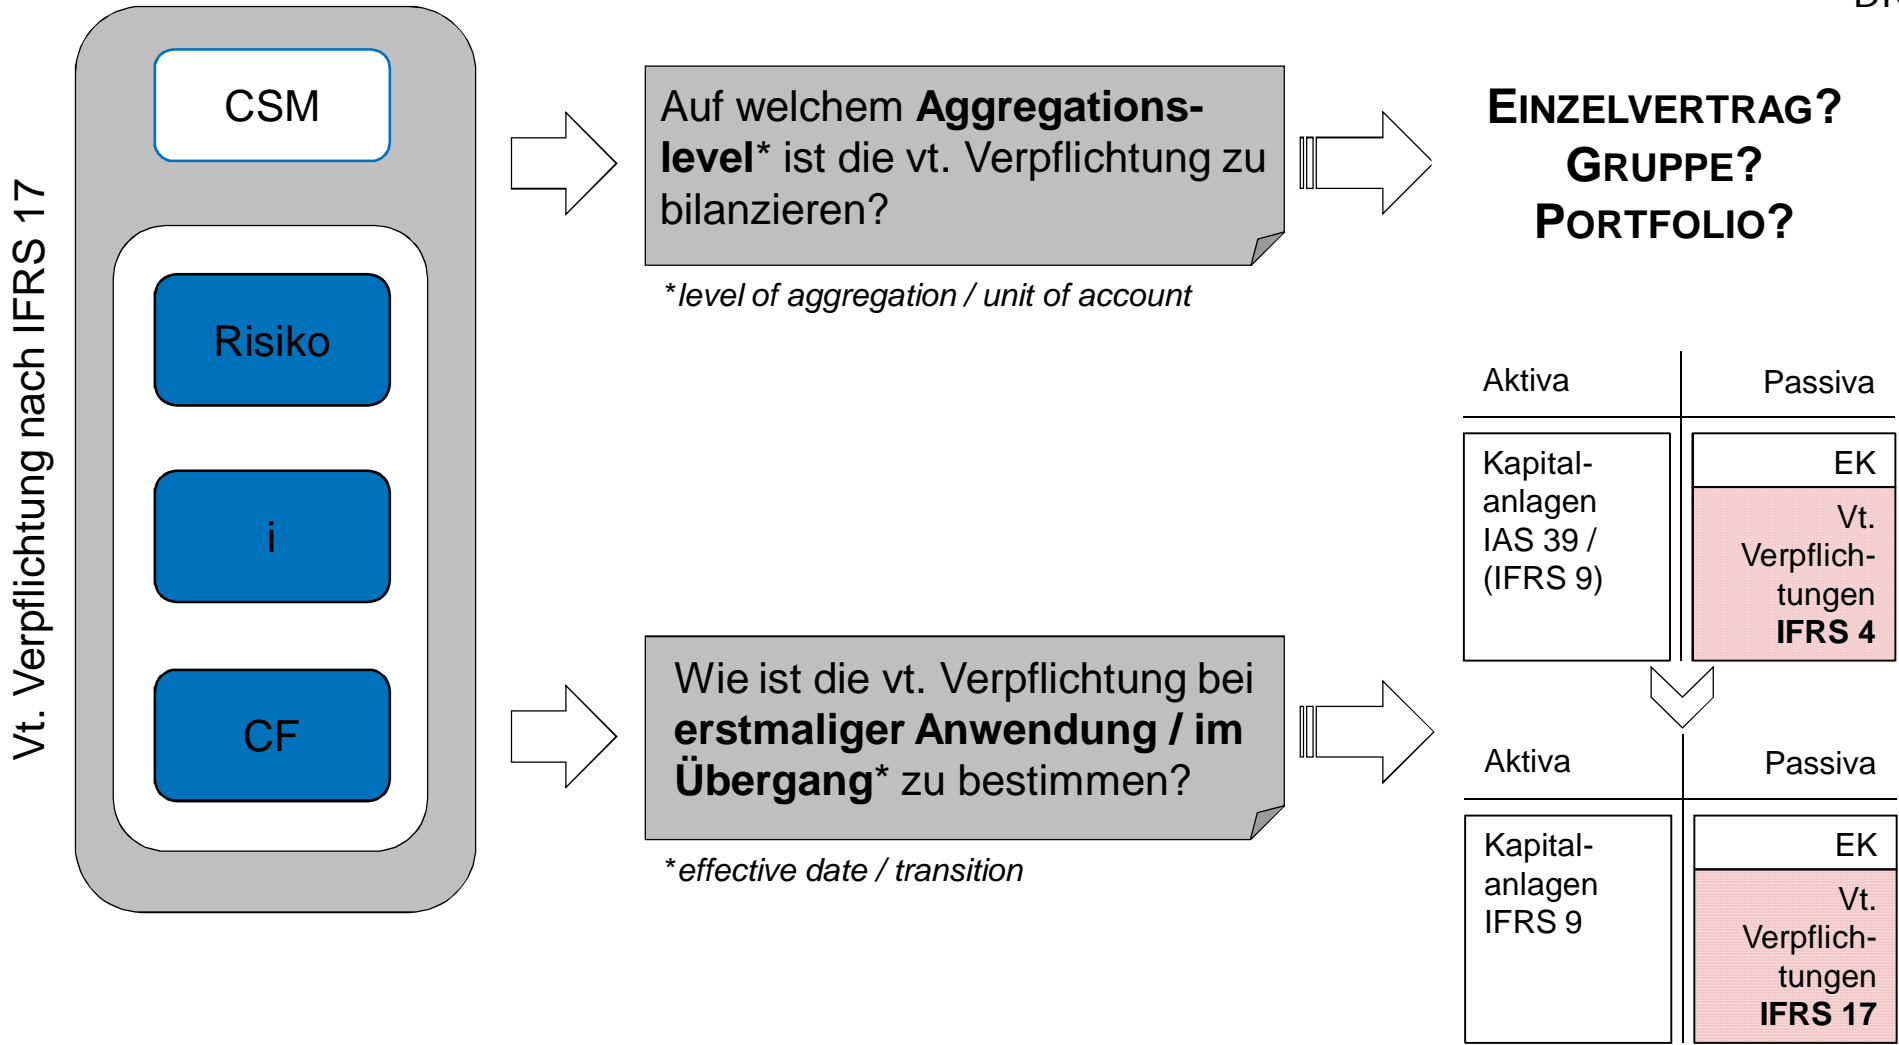 Vt. Verpflichtung nach IFRS 17
CSM
Risiko
i
CF
Auf welchem Aggregations-
level* ist die vt. Verpflichtung zu
bilanzieren?
*level of aggregation / unit of account
EINZELVERTRAG?
GRUPPE?
PORTFOLIO?
Wie ist die vt. Verpflichtung bei
erstmaliger Anwendung / im
Übergang* zu bestimmen?
*effective date / transition
Aktiva
Passiva
Kapital-
anlagen
IAS 39 /
(IFRS 9)
EK
Vt.
Verpflich-
tungen
IFRS 4
Aktiva
Passiva
Kapital-
anlagen
IFRS 9
EK
Vt.
Verpflich-
tungen
IFRS 17